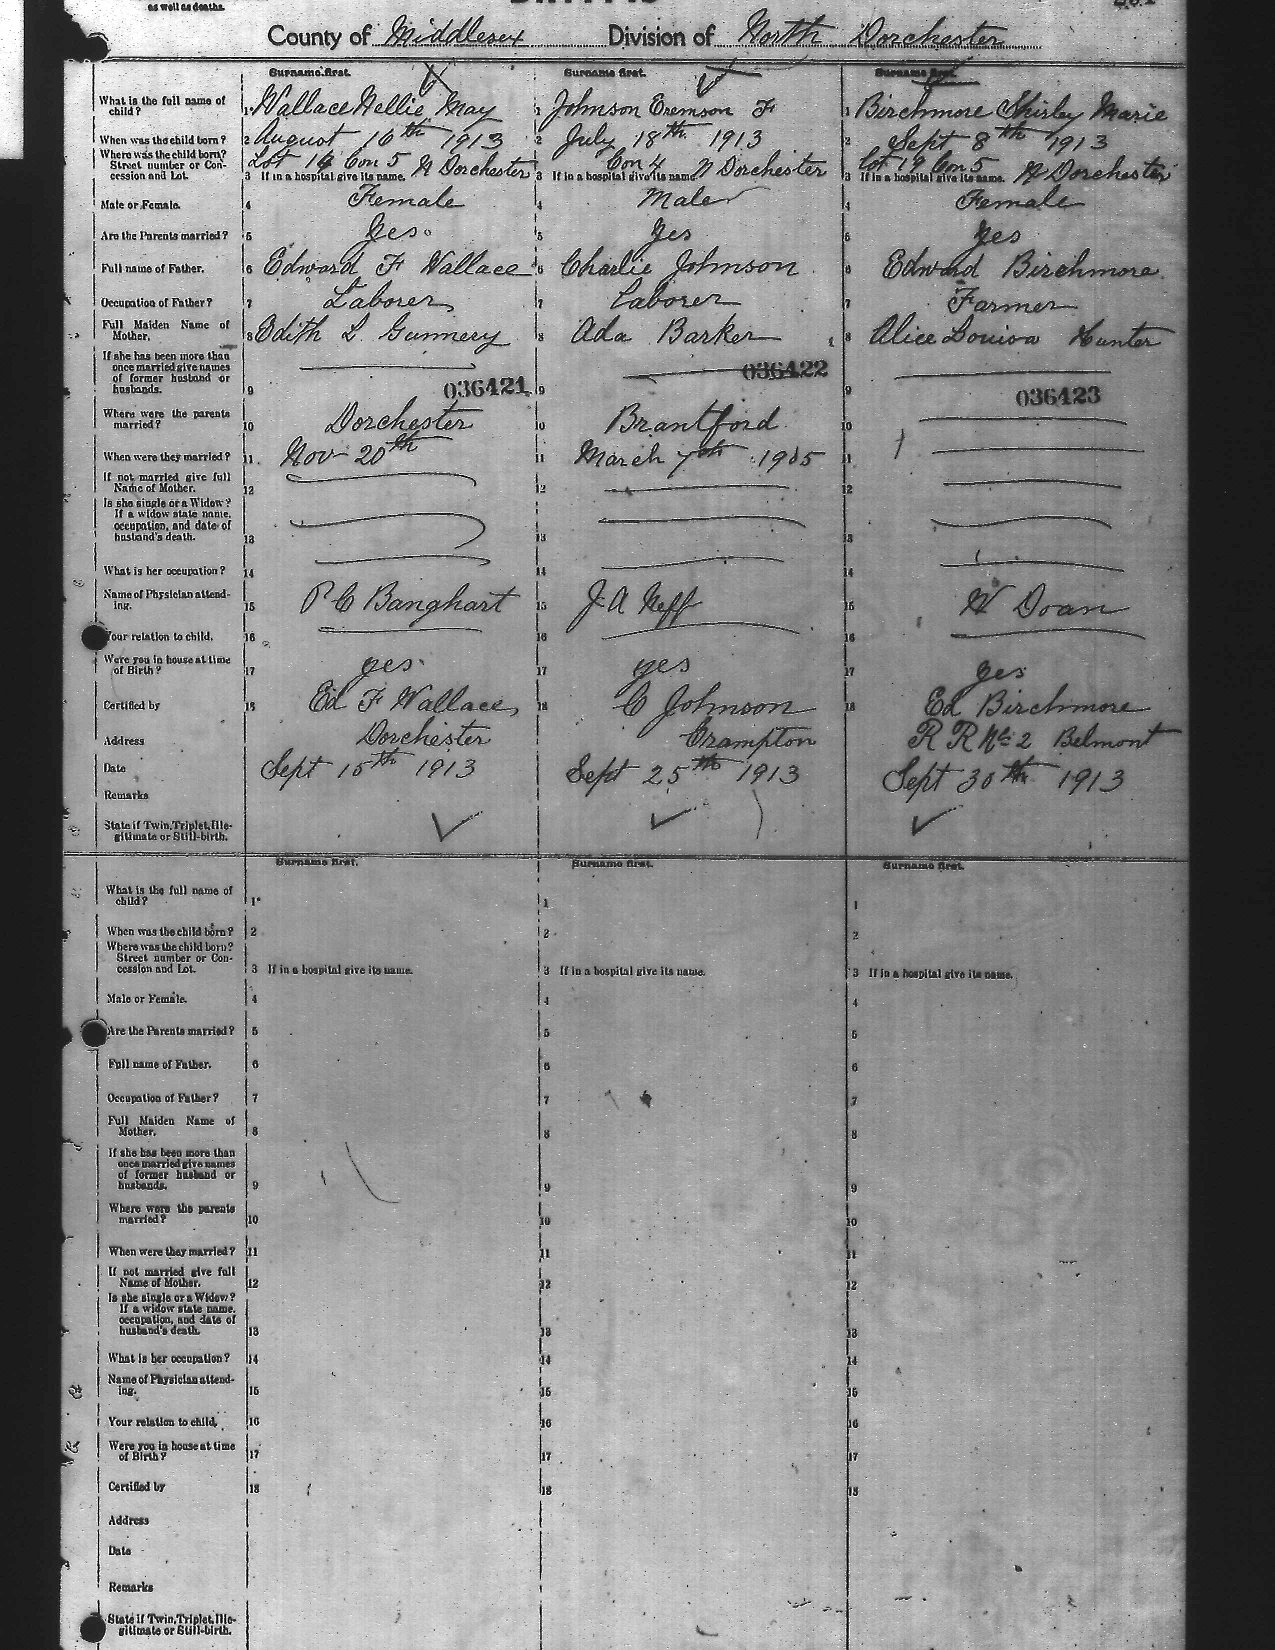 as well as deaths.
County of Middlesex Division of North Dorchester
Surname first. Surname first. Surname first.
What is the full name of 1 Wallace Nellie May 1 Johnson Cremson F 1 Birchmore Shirley Marie
child?
When was the child born? 2 August 16th 1913 2 July 18th 1913 2 Sept 8th 1913
Where was the child born? Lot 16 Con 5 N Dorchester Con 4 N Dorchester Lot 19 Con 5 N Dorchester
Street number or Con-
cession and Lot. 3 If in a hospital give its name. 3 If in a hospital give its name 3 If in a hospital give its name.
Male or Female. 4 Female Male 4 Female
Are the Parents married? 5 Yes. 5 Yes 5 Yes
Full name of Father. 6 Edward F Wallace 6 Charlie Johnson 6 Edward Birchmore
Occupation of Father? 7 Laborer 7 Laborer 7 Farmer
Full Maiden Name of 8 Edith L Gunnery 8 Ada Barker 8 Alice Louisa Hunter
Mother.
If she has been more than
once married give names
of former husband or
husbands. 9 036421 9 036422 9 036423
Where were the parents 10 Dorchester 10 Brantford 10
married?
When were they married? 11 Nov 20th 11 March 7th 1905 11
If not married give full
Name of Mother. 12 12 12
Is she single or a Widow?
If a widow state name,
occupation, and date of
husband's death. 13 13 13
What is her occupation? 14 14 14
Name of Physician attend- 15 P C Banghart 15 J A Neff 15 W Doan
ing.
Your relation to child. 16 16 16
Were you in house at time 17 yes. 17 yes 17 yes
of Birth?
Certified by 18 Ed F Wallace 18 C Johnson 18 Ed Birchmore
Address Dorchester Crampton R R No 2 Belmont
Date Sept 15th 1913 Sept 25th 1913 Sept 30th 1913
Remarks
State if Twin, Triplet, Ille-
gitimate or Still-birth.
Surname first. Surname first. Surname first.
What is the full name of
child? 1 1 1
When was the child born? 2 2 2
Where was the child born?
Street number or Con-
cession and Lot. 3 If in a hospital give its name. 3 If in a hospital give its name. 3 If in a hospital give its name.
Male or Female. 4 4 4
Are the Parents married? 5 5 5
Full name of Father. 6 6 6
Occupation of Father? 7 7 7
Full Maiden Name of
Mother. 8 8 8
If she has been more than
once married give names
of former husband or
husbands. 9 9 9
Where were the parents
married? 10 10 10
When were they married? 11 11 11
If not married give full
Name of Mother. 12 12 12
Is she single or a Widow?
If a widow state name,
occupation, and date of
husband's death. 13 13 13
What is her occupation? 14 14 14
Name of Physician attend-
ing. 15 15 15
Your relation to child. 16 16 16
Were you in house at time
of Birth? 17 17 17
Certified by 18 18 18
Address
Date
Remarks
State if Twin, Triplet, Ille-
gitimate or Still-birth.